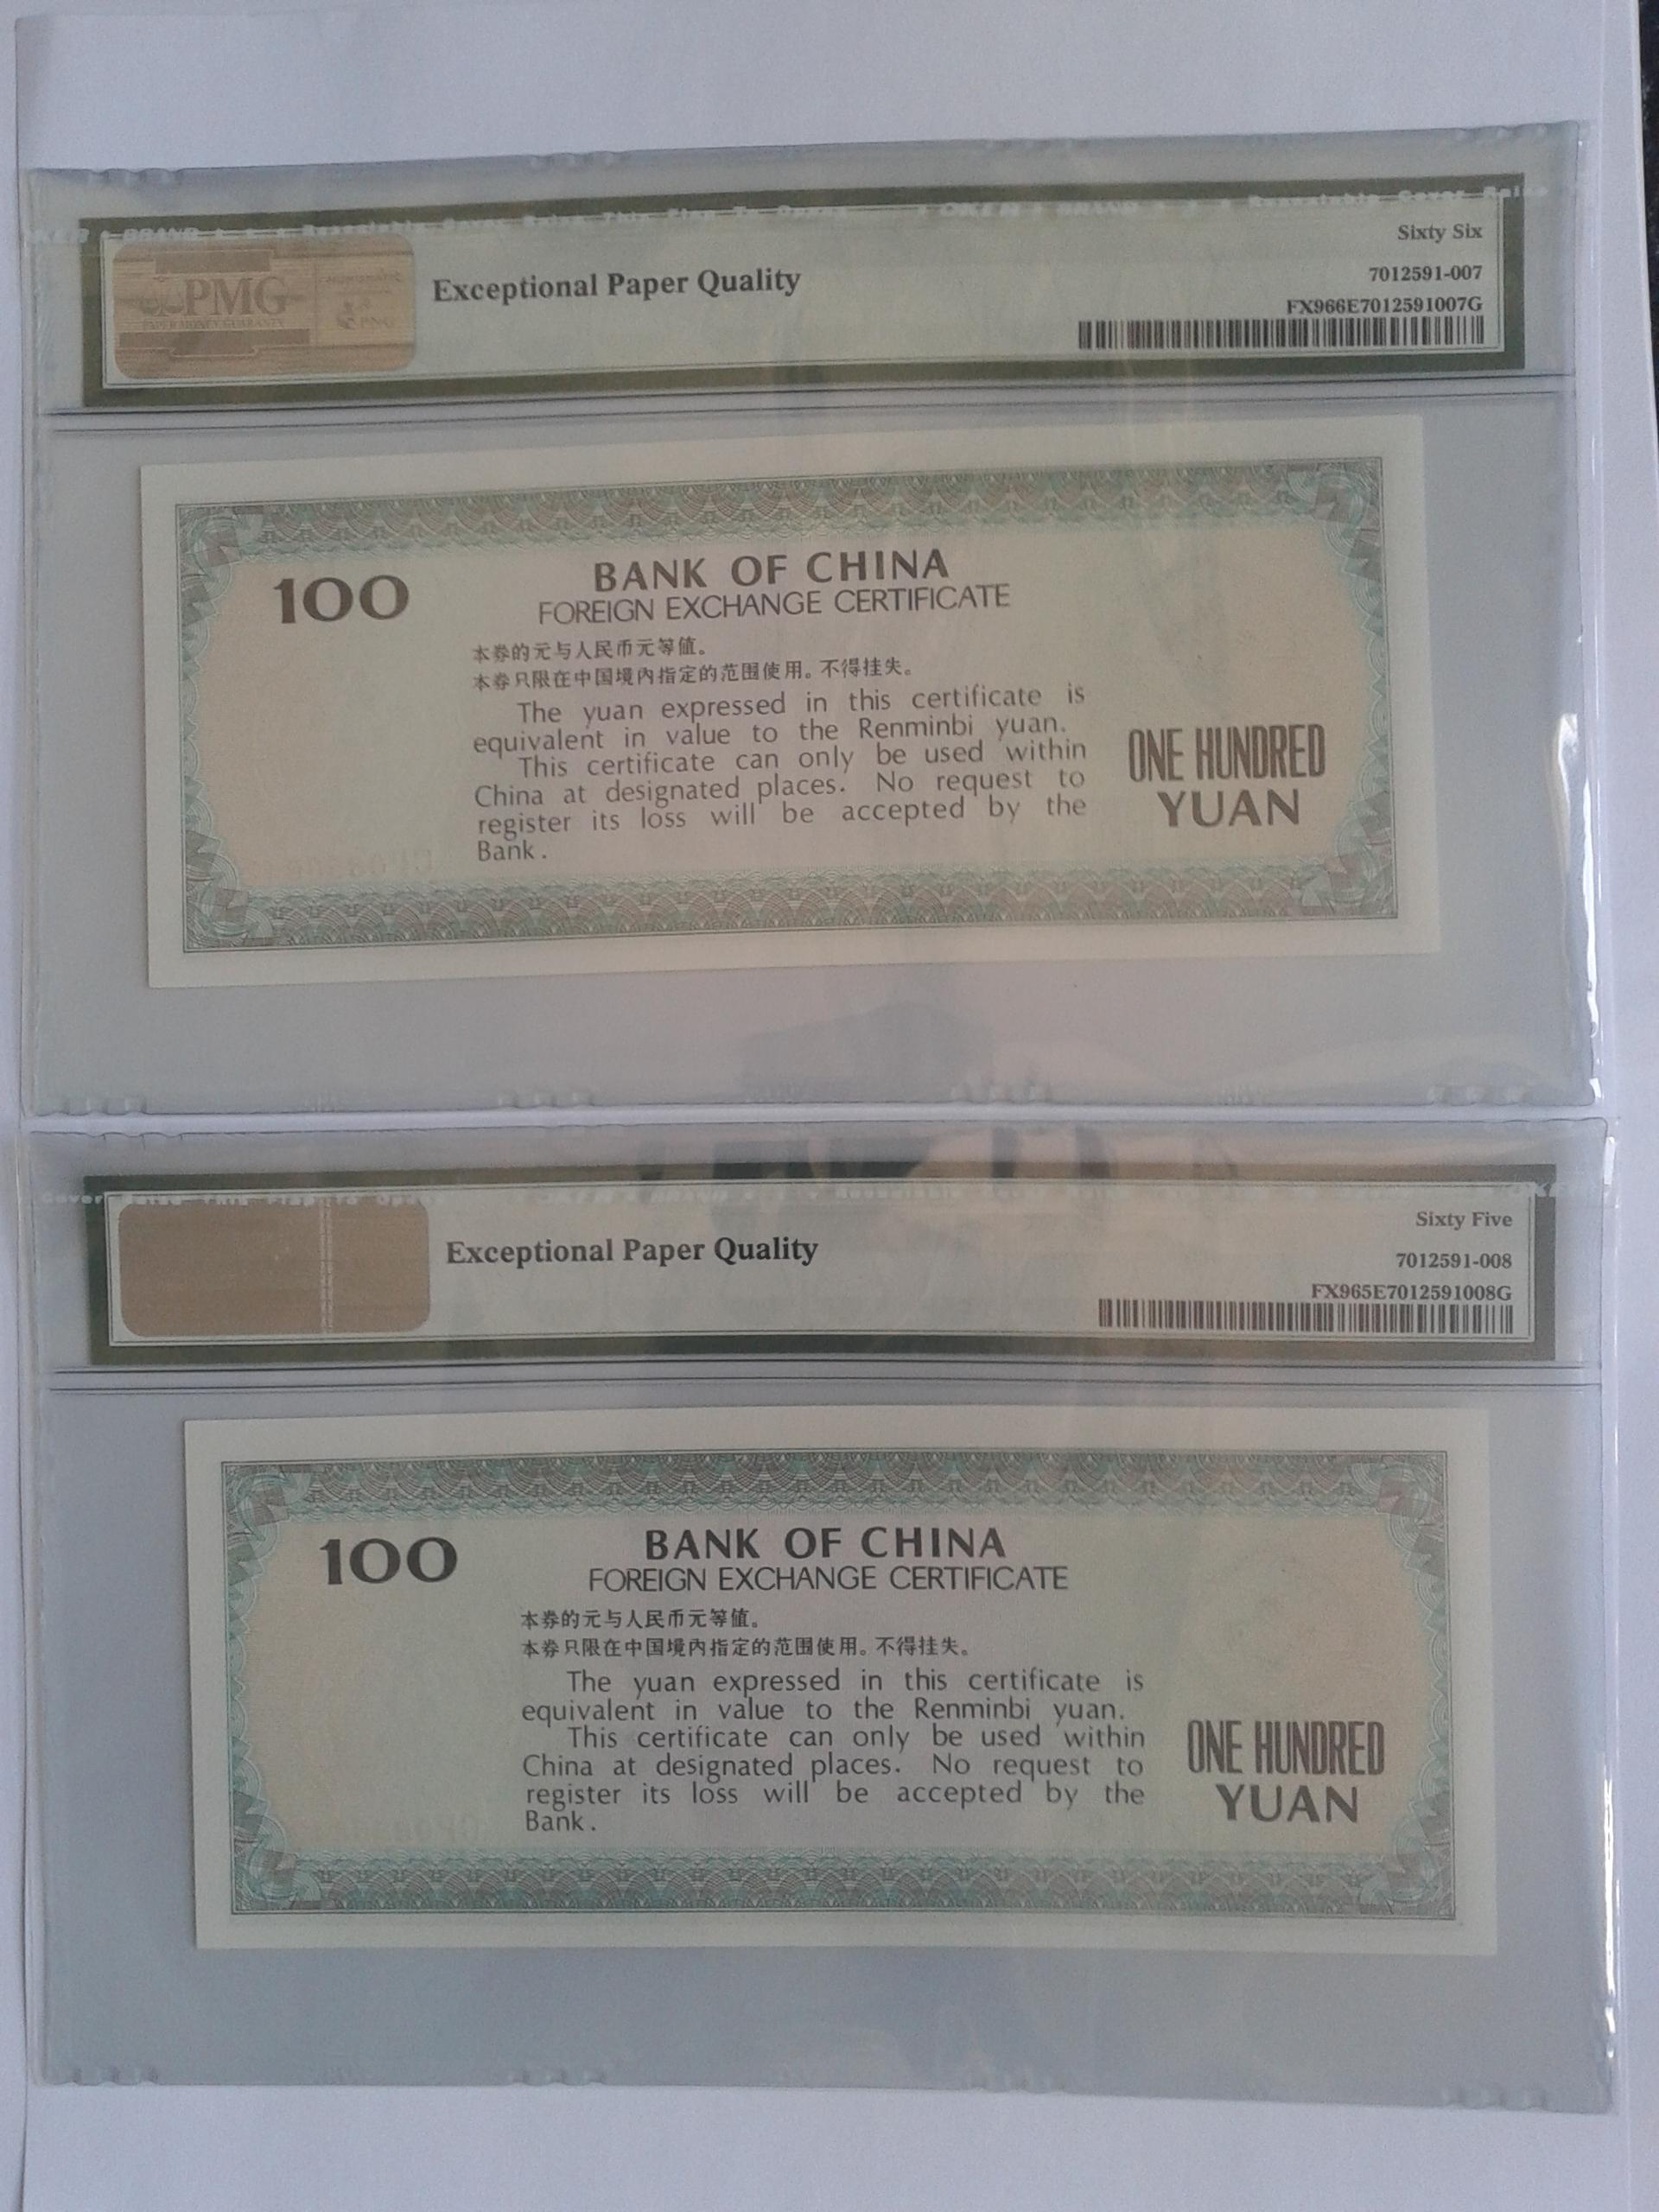 Sixty Six
PMG
PAPER MONEY GUARANTY
Exceptional Paper Quality
7012591-007
FX966E7012591007G
100
BANK OF CHINA
FOREIGN EXCHANGE CERTIFICATE
本券的元与人民币元等值。
本券只限在中国境内指定的范围使用。不得挂失。
The yuan expressed in this certificate is
equivalent in value to the Renminbi yuan.
This certificate can only be used within
China at designated places. No request to
register its loss will be accepted by the
Bank.
ONE HUNDRED
YUAN
Sixty Five
Exceptional Paper Quality
7012591-008
FX965E7012591008G
100
BANK OF CHINA
FOREIGN EXCHANGE CERTIFICATE
本券的元与人民币元等值。
本券只限在中国境内指定的范围使用。不得挂失。
The yuan expressed in this certificate is
equivalent in value to the Renminbi yuan.
This certificate can only be used within
China at designated places. No request to
register its loss will be accepted by the
Bank.
ONE HUNDRED
YUAN